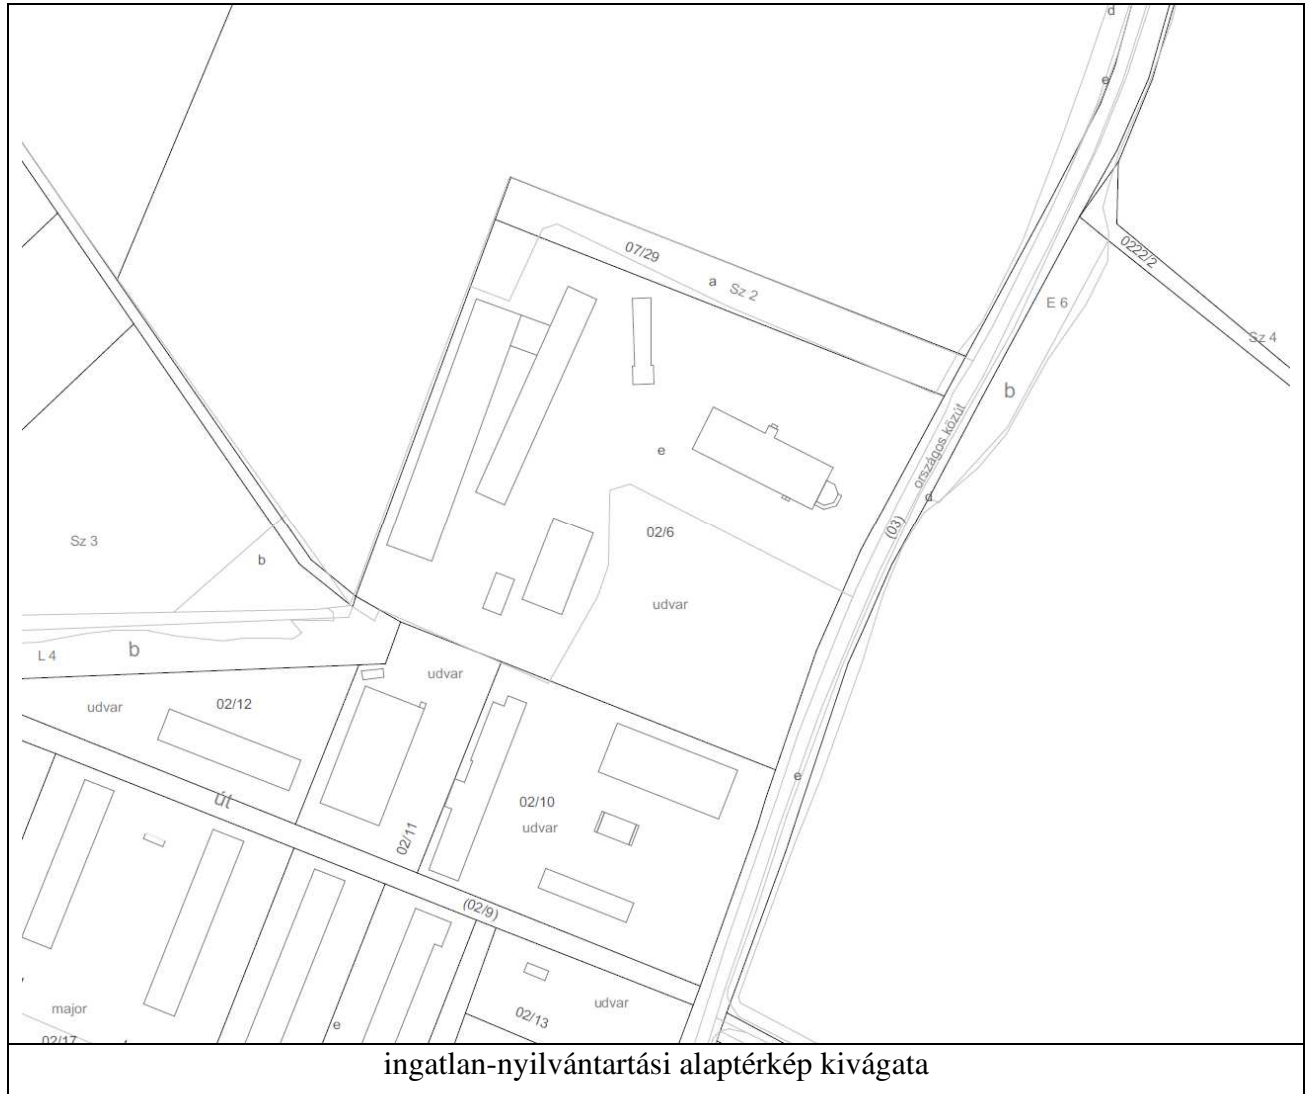 d
e
07/29
a
Sz 2
0222/2
E 6
Sz 4
b
országos közút
e
d
(03)
02/6
Sz 3
b
udvar
b
L 4
udvar
02/12
udvar
e
út
02/10
udvar
02/11
(02/9)
udvar
major
02/13
e
02/17
ingatlan-nyilvántartási alaptérkép kivágata